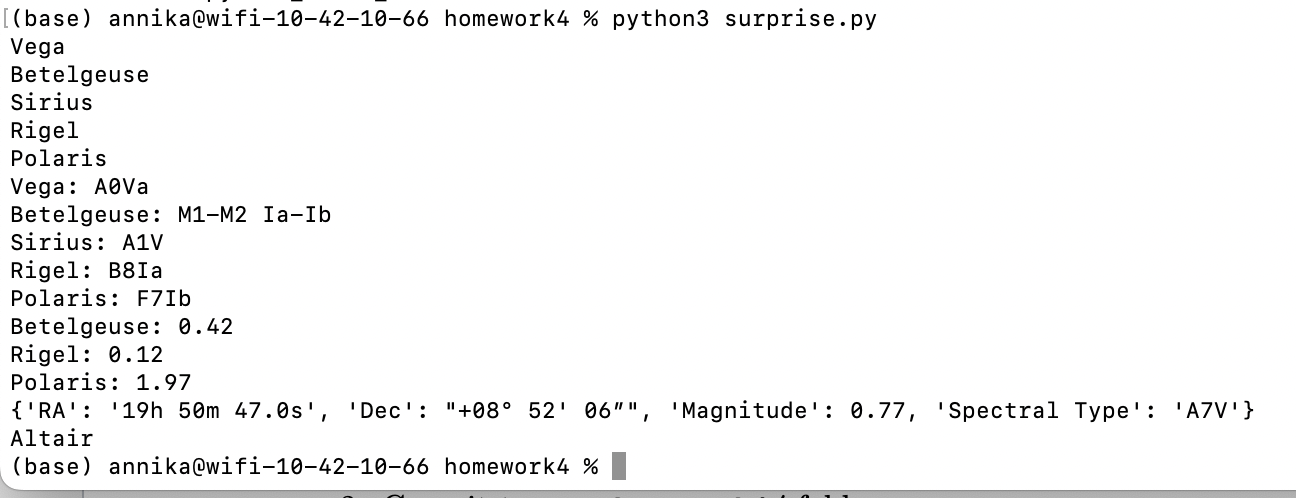 [(base) annika@wifi-10-42-10-66 homework4 % python3 surprise.py
Vega
Betelgeuse
Sirius
Rigel
Polaris
Vega: A0Va
Betelgeuse: M1-M2 Ia-Ib
Sirius: A1V
Rigel: B8Ia
Polaris: F7Ib
Betelgeuse: 0.42
Rigel: 0.12
Polaris: 1.97
{'RA': '19h 50m 47.0s', 'Dec': "+08° 52' 06″", 'Magnitude': 0.77, 'Spectral Type': 'A7V'}
Altair
(base) annika@wifi-10-42-10-66 homework4 %